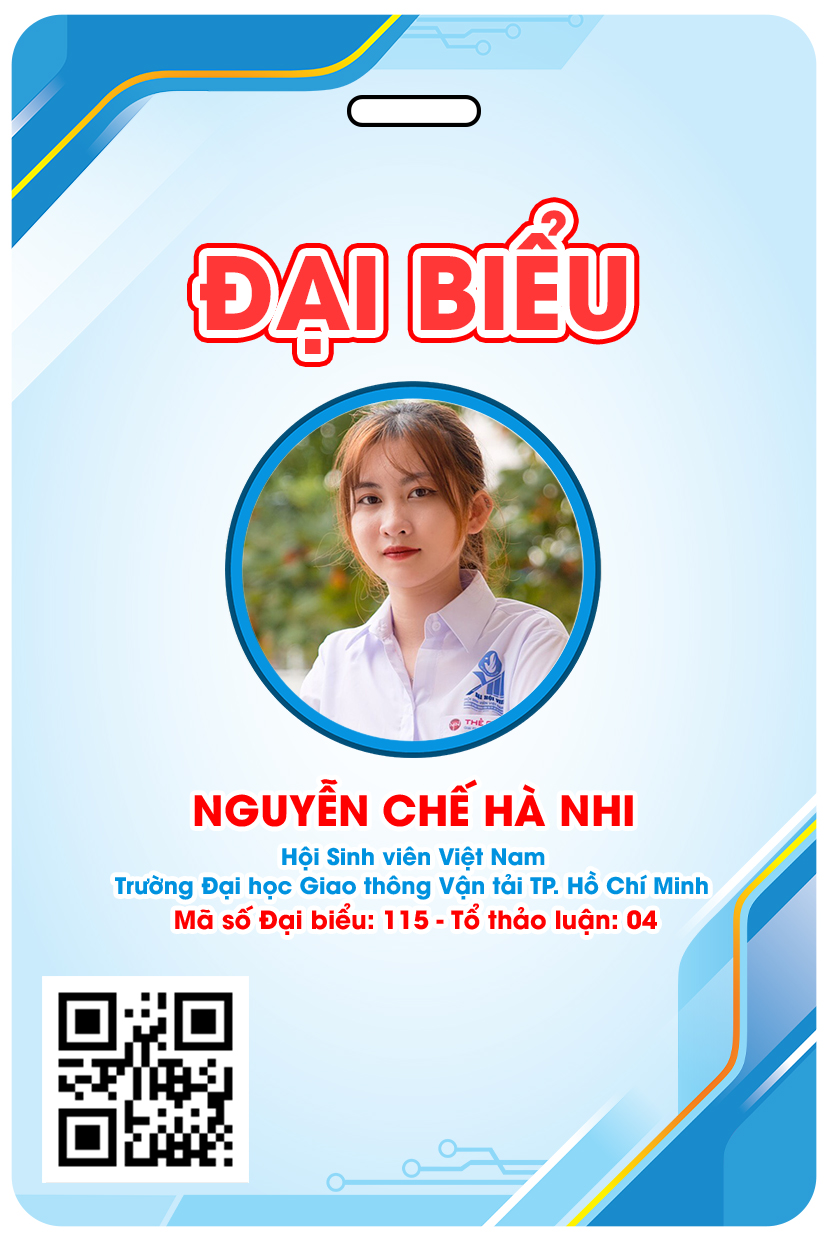 ĐẠI BIỂU
NGUYỄN CHẾ HÀ NHI
Hội Sinh viên Việt Nam
Trường Đại học Giao thông Vận tải TP. Hồ Chí Minh
Mã số Đại biểu: 115 - Tổ thảo luận: 04